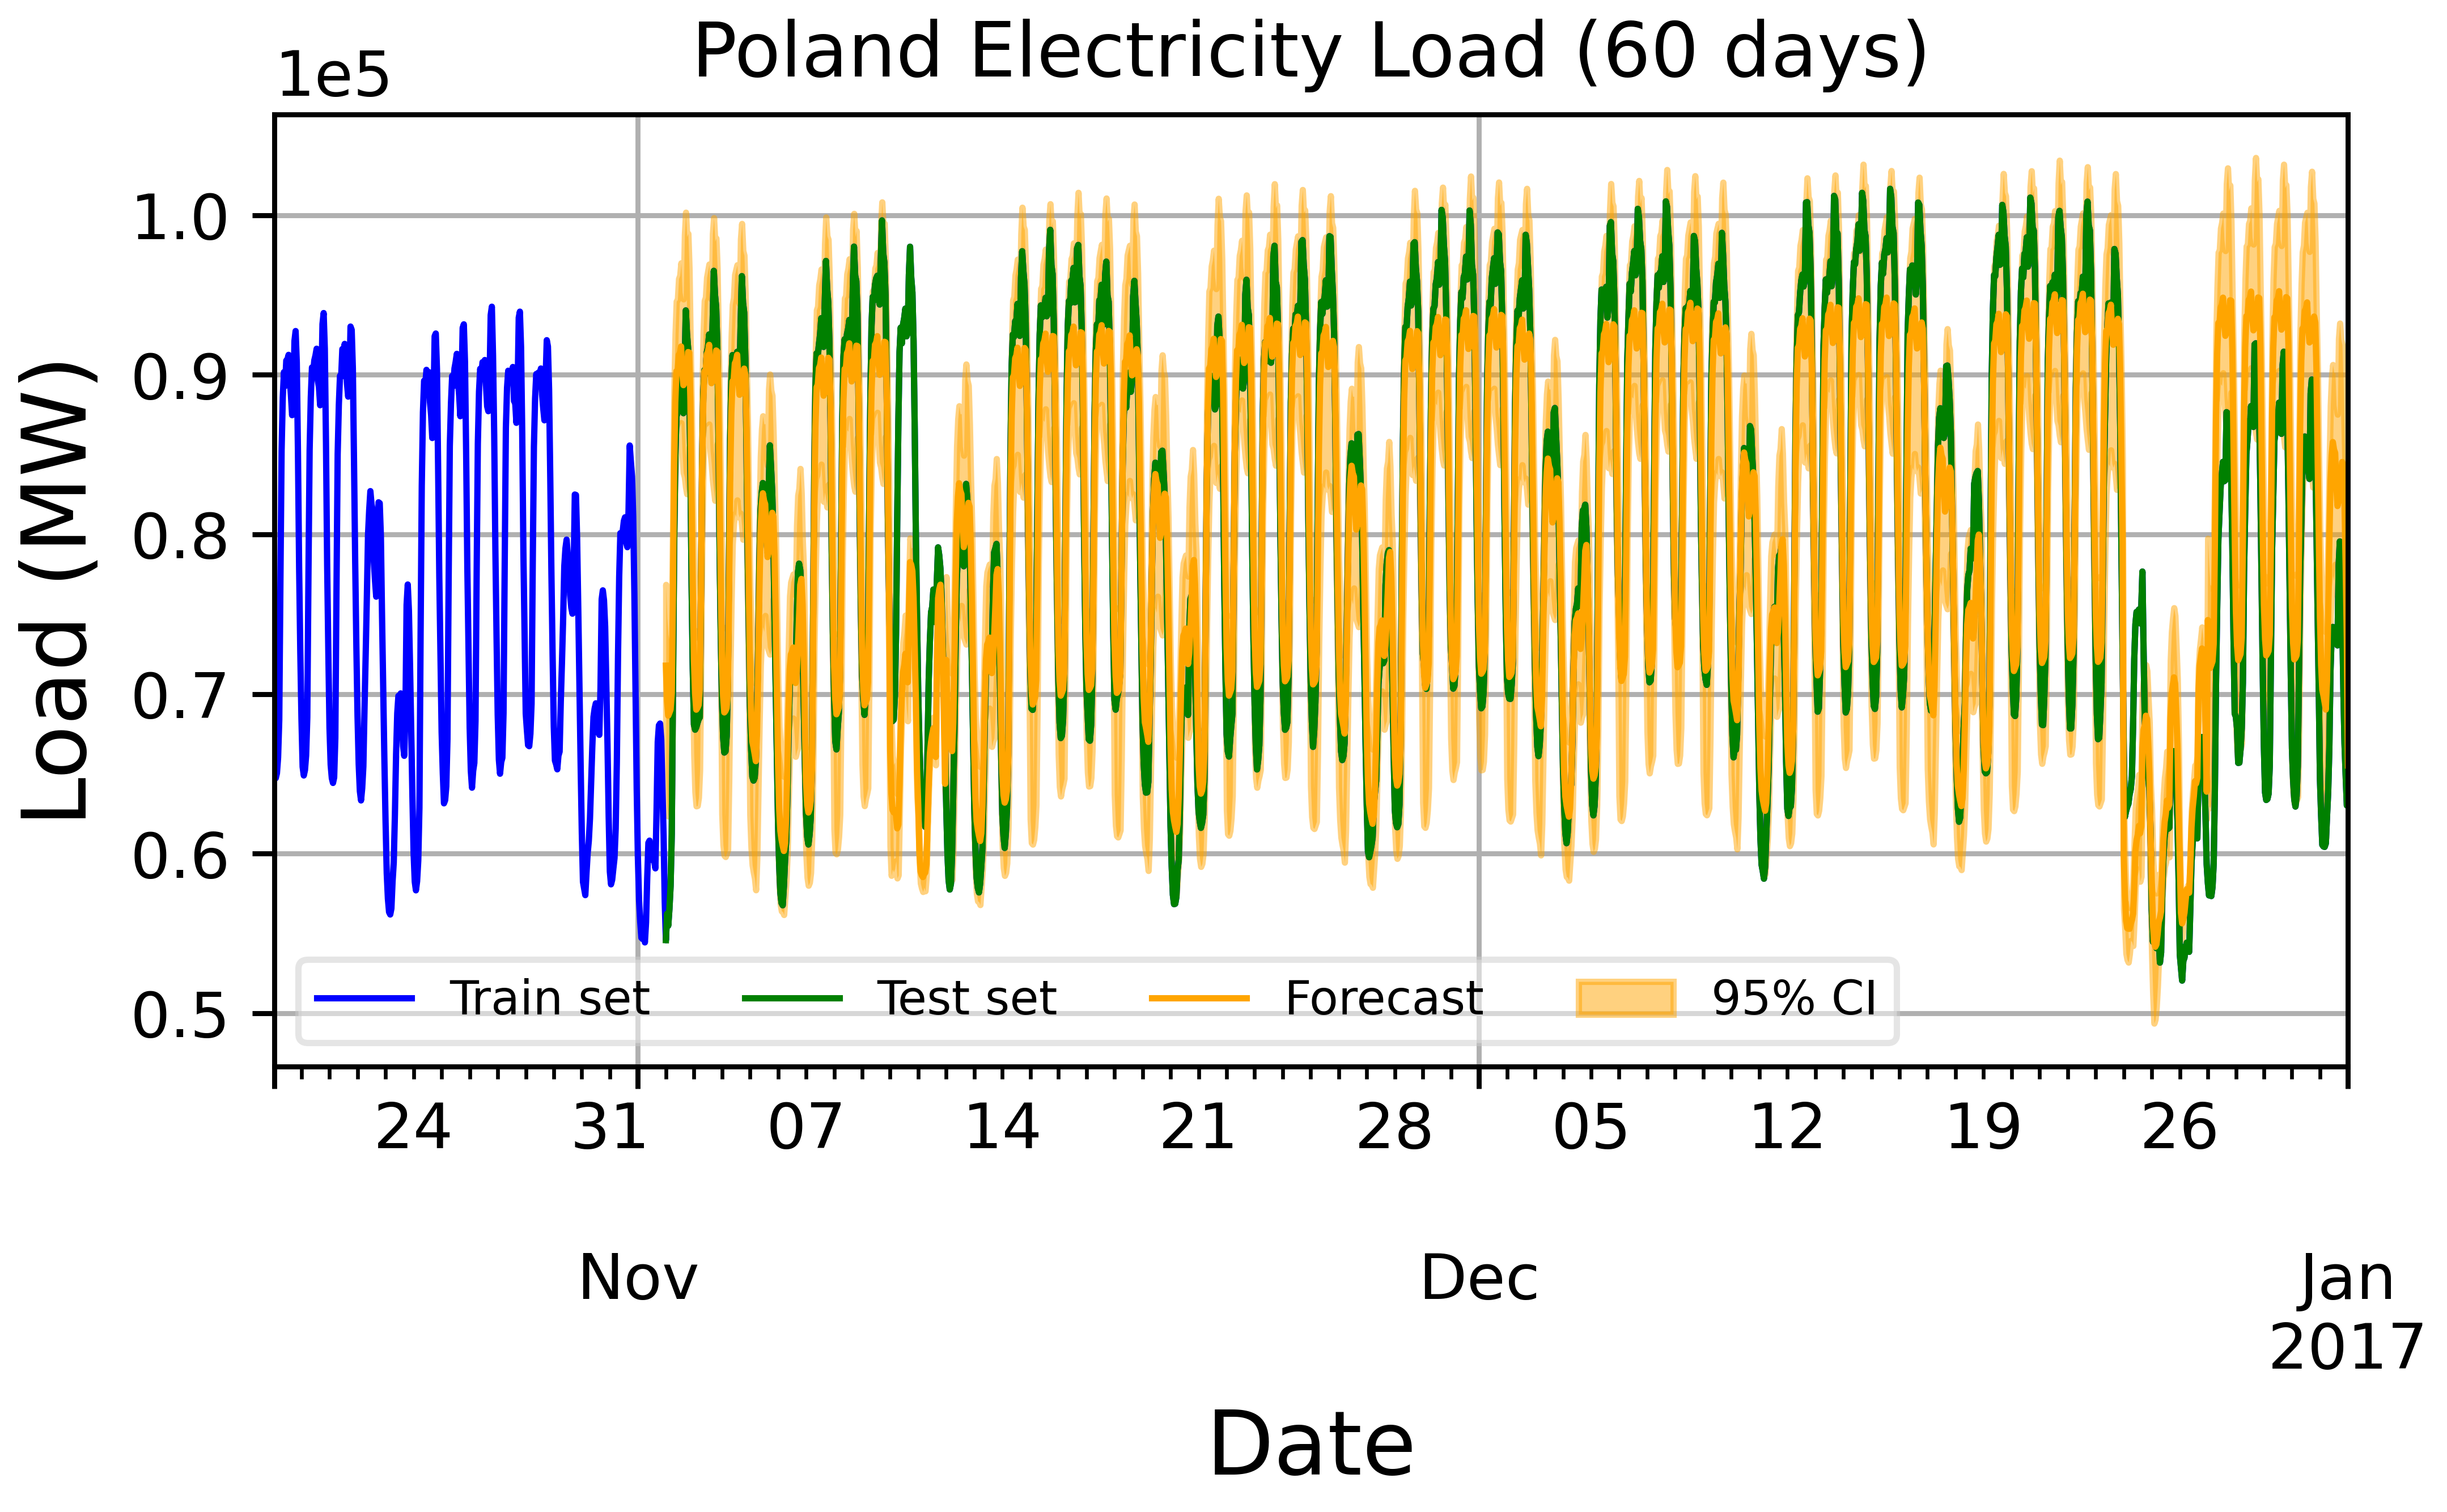 Poland Electricity Load (60 days)
1e5
1.0
0.9
0.8
0.7
0.6
0.5
Load (MW)
Train set Test set Forecast 95% CI
24 31 07 14 21 28 05 12 19 26
Nov Dec Jan
2017
Date